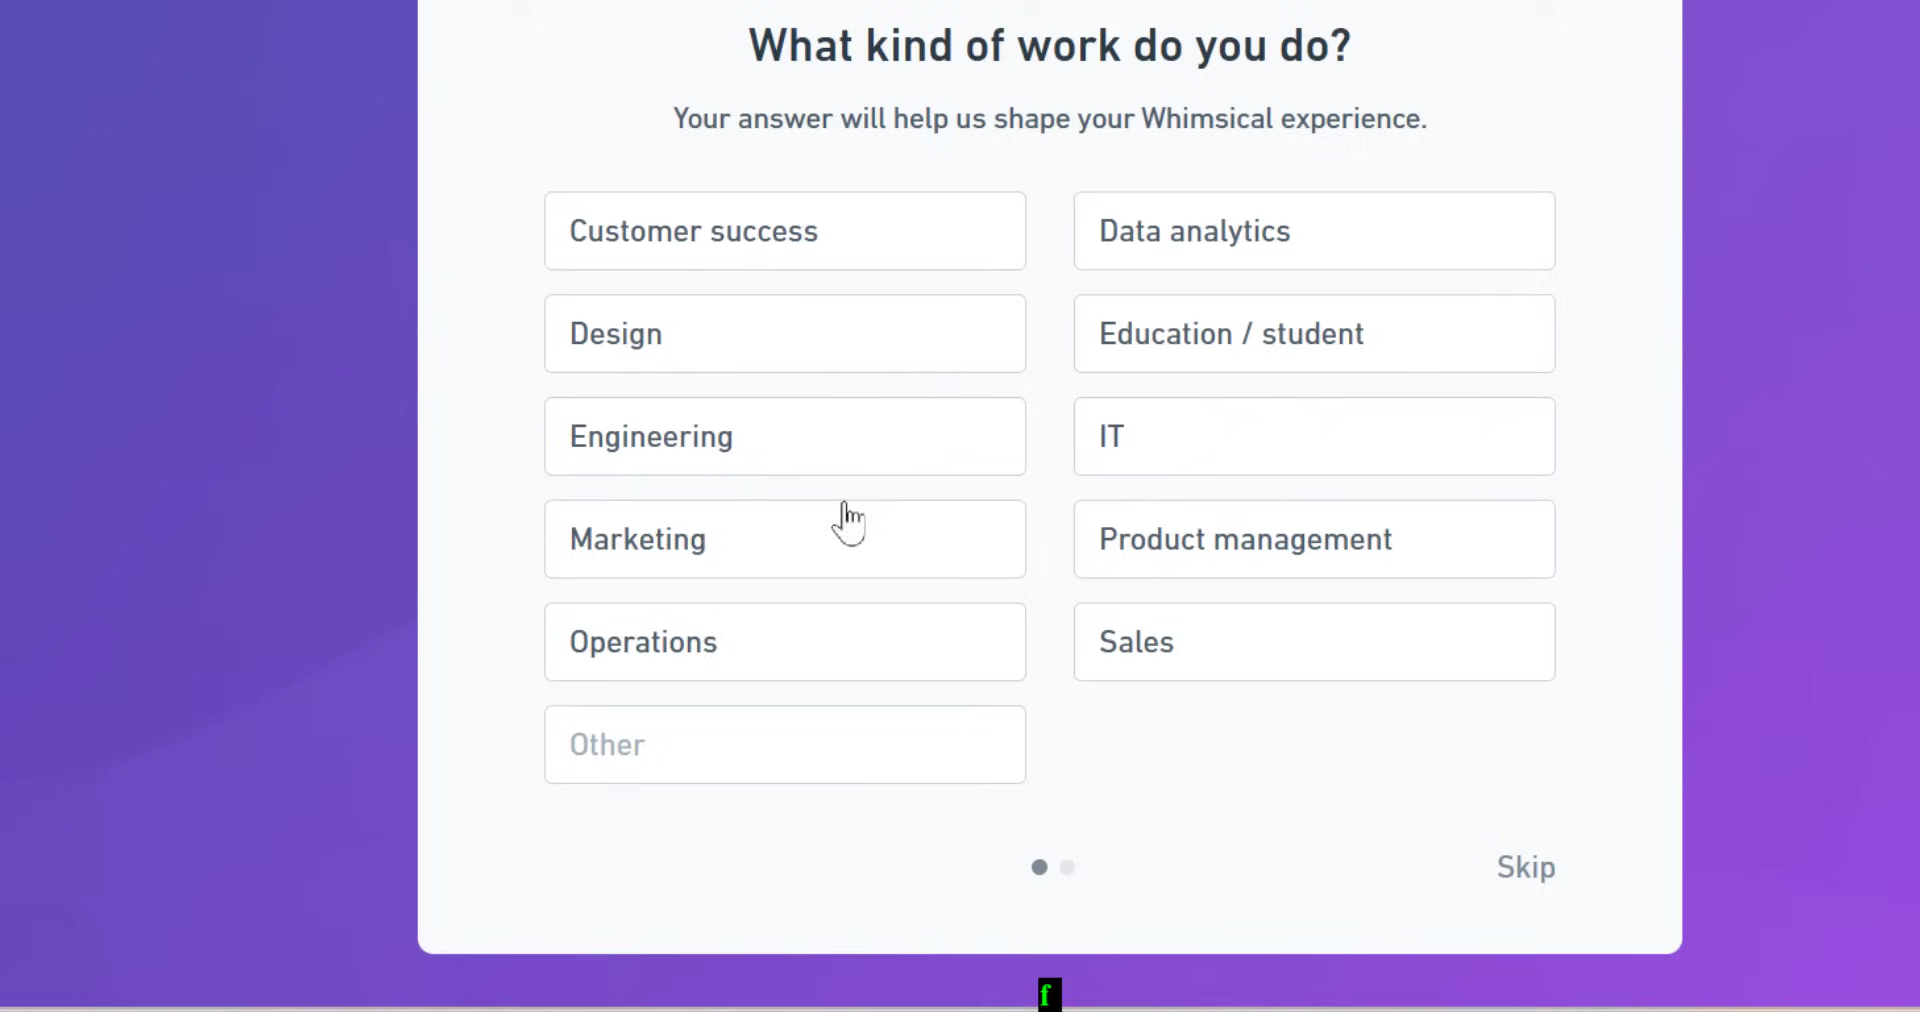 What kind of work do you do?
Your answer will help us shape your Whimsical experience.
Customer success
Data analytics
Design
Education / student
Engineering
IT
Marketing
Product management
Operations
Sales
Other
Skip
f